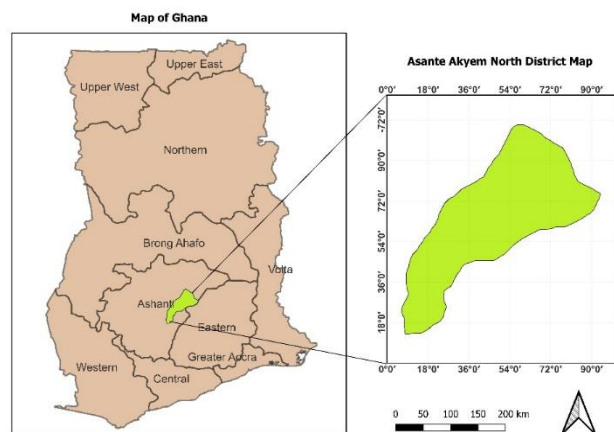 Map of Ghana
Upper East
Upper West
Northern
Brong Ahafo
Volta
Ashanti
Eastern
Greater Accra
Western
Central
Asante Akyem North District Map
0°0' 18°0' 36°0' 54°0' 72°0' 90°0'
-72°0'
90°0'
72°0'
54°0'
36°0'
18°0'
0°0' 18°0' 36°0' 54°0' 72°0' 90°0'
0 50 100 150 200 km